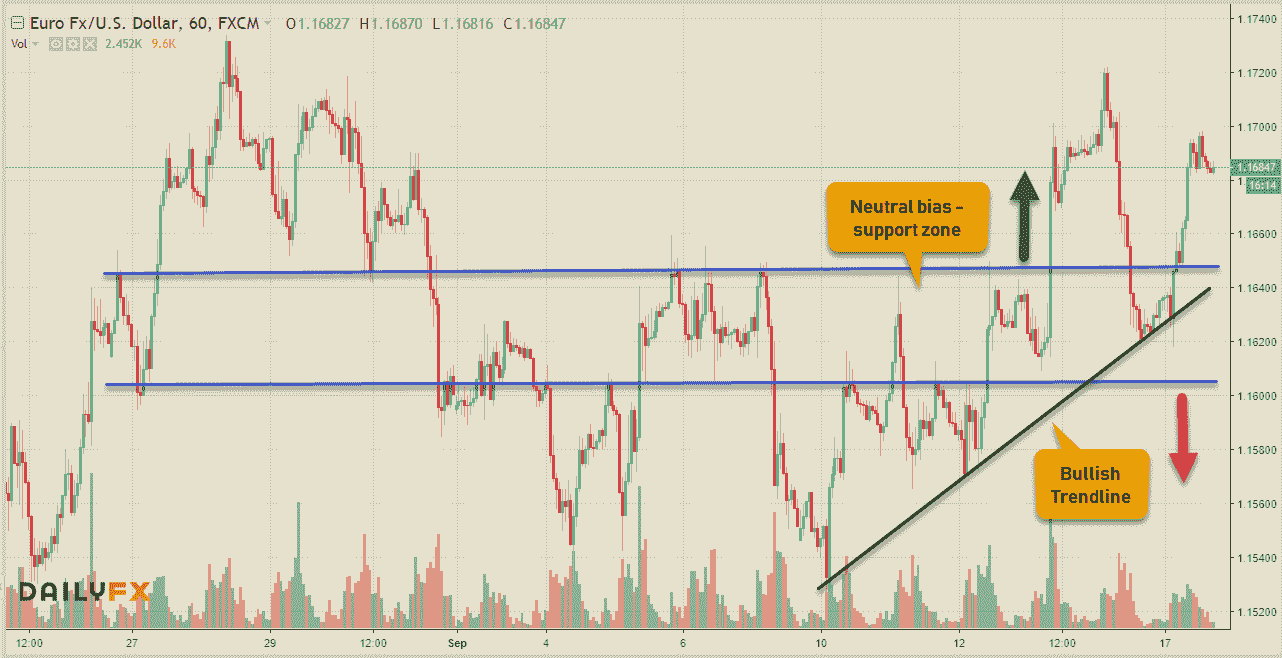 Euro Fx/U.S. Dollar, 60, FXCM O1.16827 H1.16870 L1.16816 C1.16847
Vol 2.452K 9.6K
1.17400
1.17200
1.17000
1.16847
16:14
1.16600
1.16400
1.16200
1.16000
1.15800
1.15600
1.15400
1.15200
Neutral bias -
support zone
Bullish
Trendline
DAILYFX
12:00 27 29 12:00 Sep 4 6 10 12 12:00 17